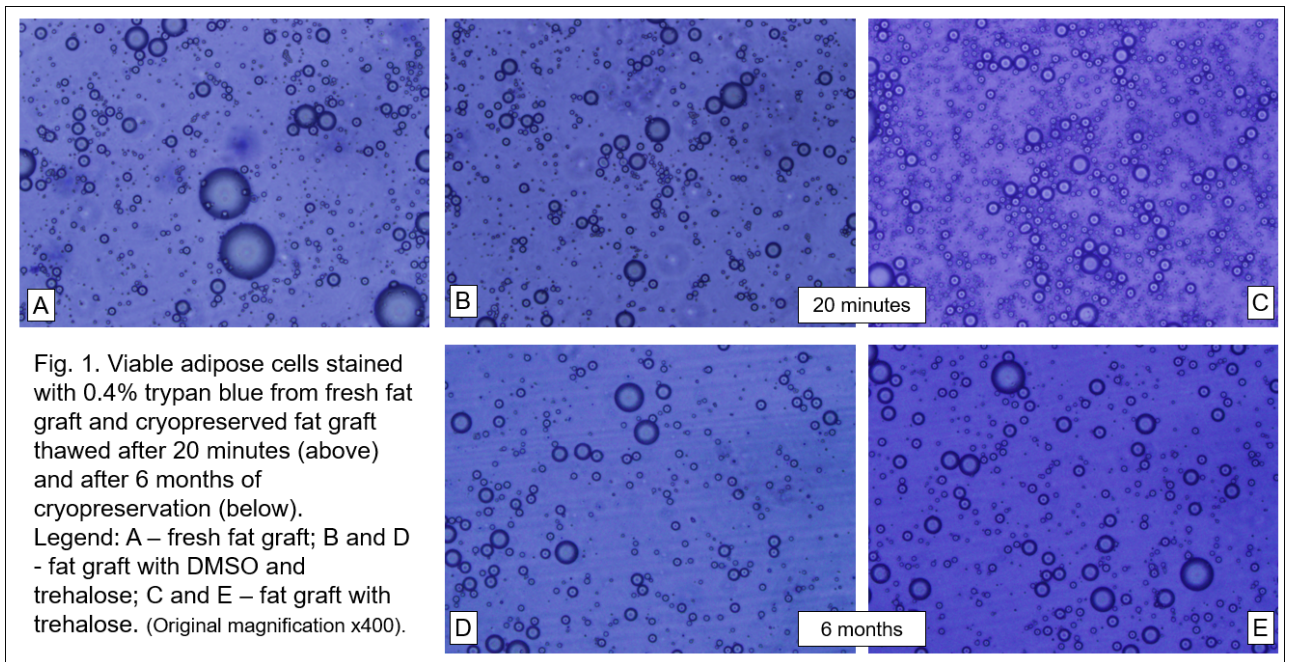 A
B
20 minutes
C
Fig. 1. Viable adipose cells stained
with 0.4% trypan blue from fresh fat
graft and cryopreserved fat graft
thawed after 20 minutes (above)
and after 6 months of
cryopreservation (below).
Legend: A – fresh fat graft; B and D
- fat graft with DMSO and
trehalose; C and E – fat graft with
trehalose. (Original magnification x400).
D
6 months
E